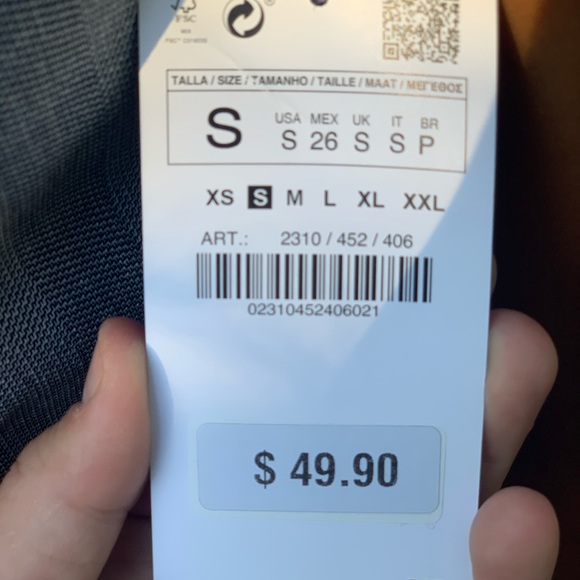 FSC
TALLA / SIZE / TAMANHO / TAILLE / MAAT / ΜΕΓΕΘΟΣ
S
USA MEX UK IT BR
S 26 S S P
XS S M L XL XXL
ART.: 2310 / 452 / 406
02310452406021
$ 49.90